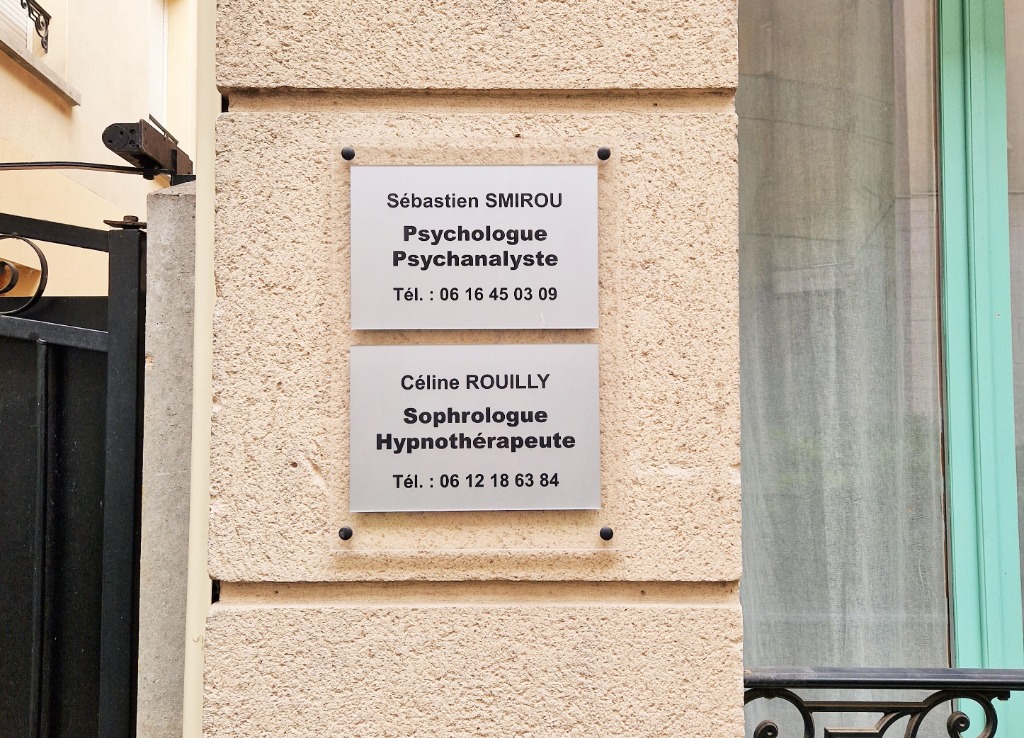 Sébastien SMIROU
Psychologue
Psychanalyste
Tél. : 06 16 45 03 09
Céline ROUILLY
Sophrologue
Hypnothérapeute
Tél. : 06 12 18 63 84